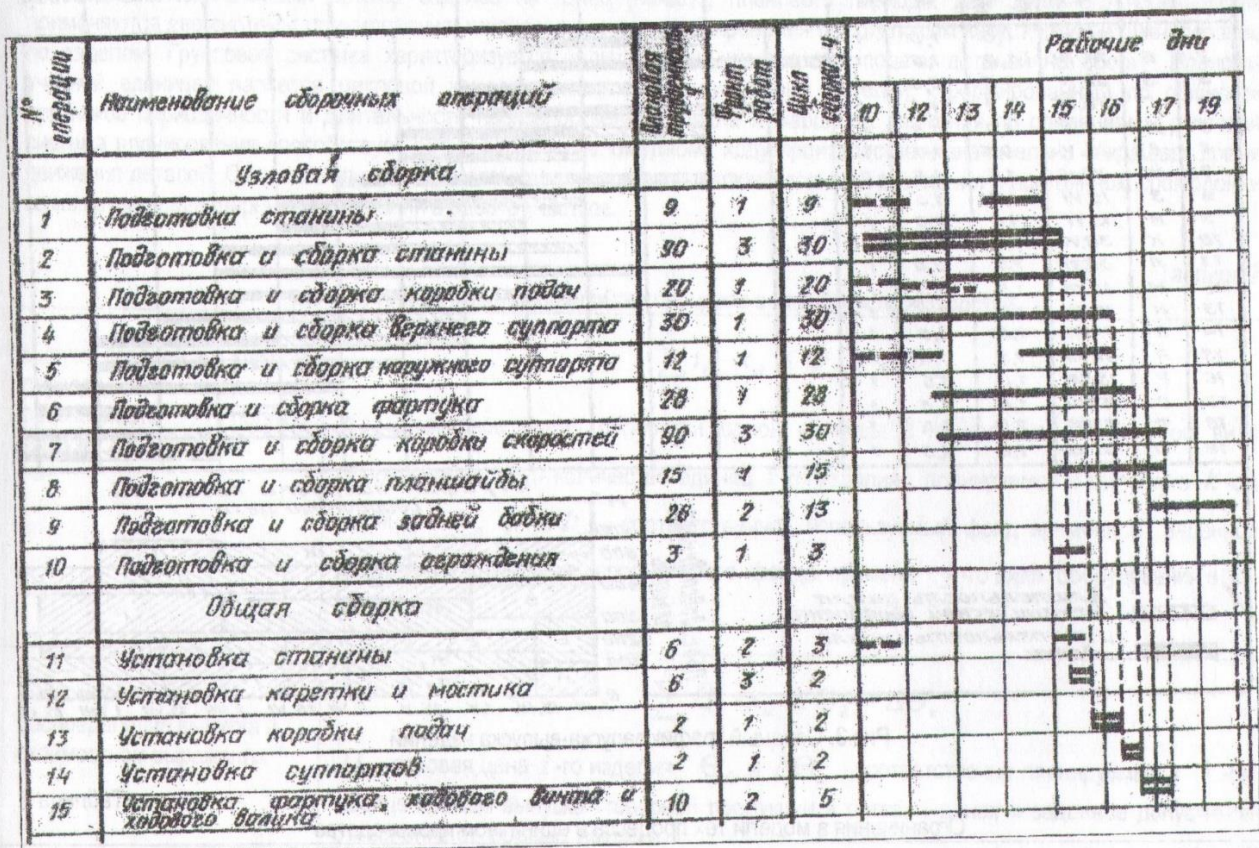 Рабочие дни
№ операции Наименование сборочных операций Плановая трудоемкость Фронт работ Цикл сборки, ч 10 12 13 14 15 16 17 19
Узловая сборка
1 Подготовка станины 9 1 9
2 Подготовка и сборка станины 90 3 30
3 Подготовка и сборка коробки подач 20 1 20
4 Подготовка и сборка верхнего суппорта 30 1 30
5 Подготовка и сборка наружного суппорта 12 1 12
6 Подготовка и сборка фартука 28 1 28
7 Подготовка и сборка коробки скоростей 90 3 30
8 Подготовка и сборка планшайбы 15 1 15
9 Подготовка и сборка задней бабки 26 2 13
10 Подготовка и сборка ограждения 3 1 3
Общая сборка
11 Установка станины 6 2 3
12 Установка каретки и мостика 6 3 2
13 Установка коробки подач 2 1 2
14 Установка суппортов 2 1 2
15 Установка фартука, ходового винта и
ходового валика 10 2 5